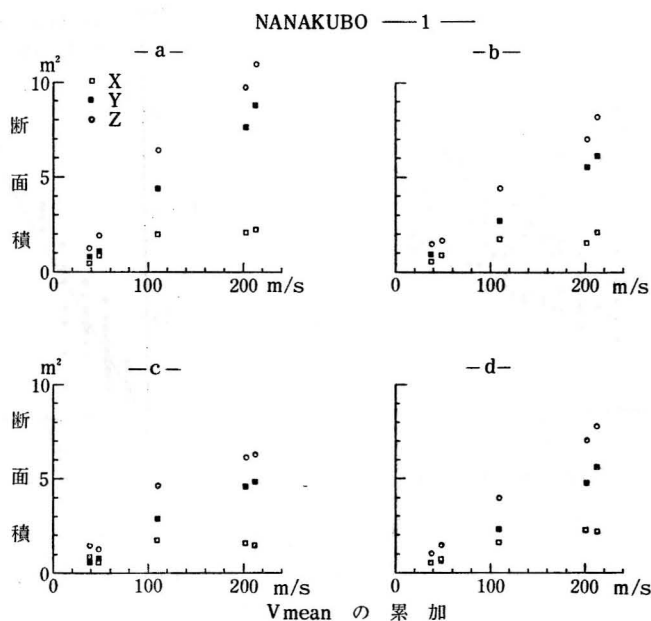 NANAKUBO — 1 —
— a —
— b —
m²
10
5
0
断面積
X
Y
Z
0 100 200 m/s
0 100 200 m/s
— c —
— d —
m²
10
5
0
断面積
0 100 200 m/s
0 100 200 m/s
Vmean の 累加